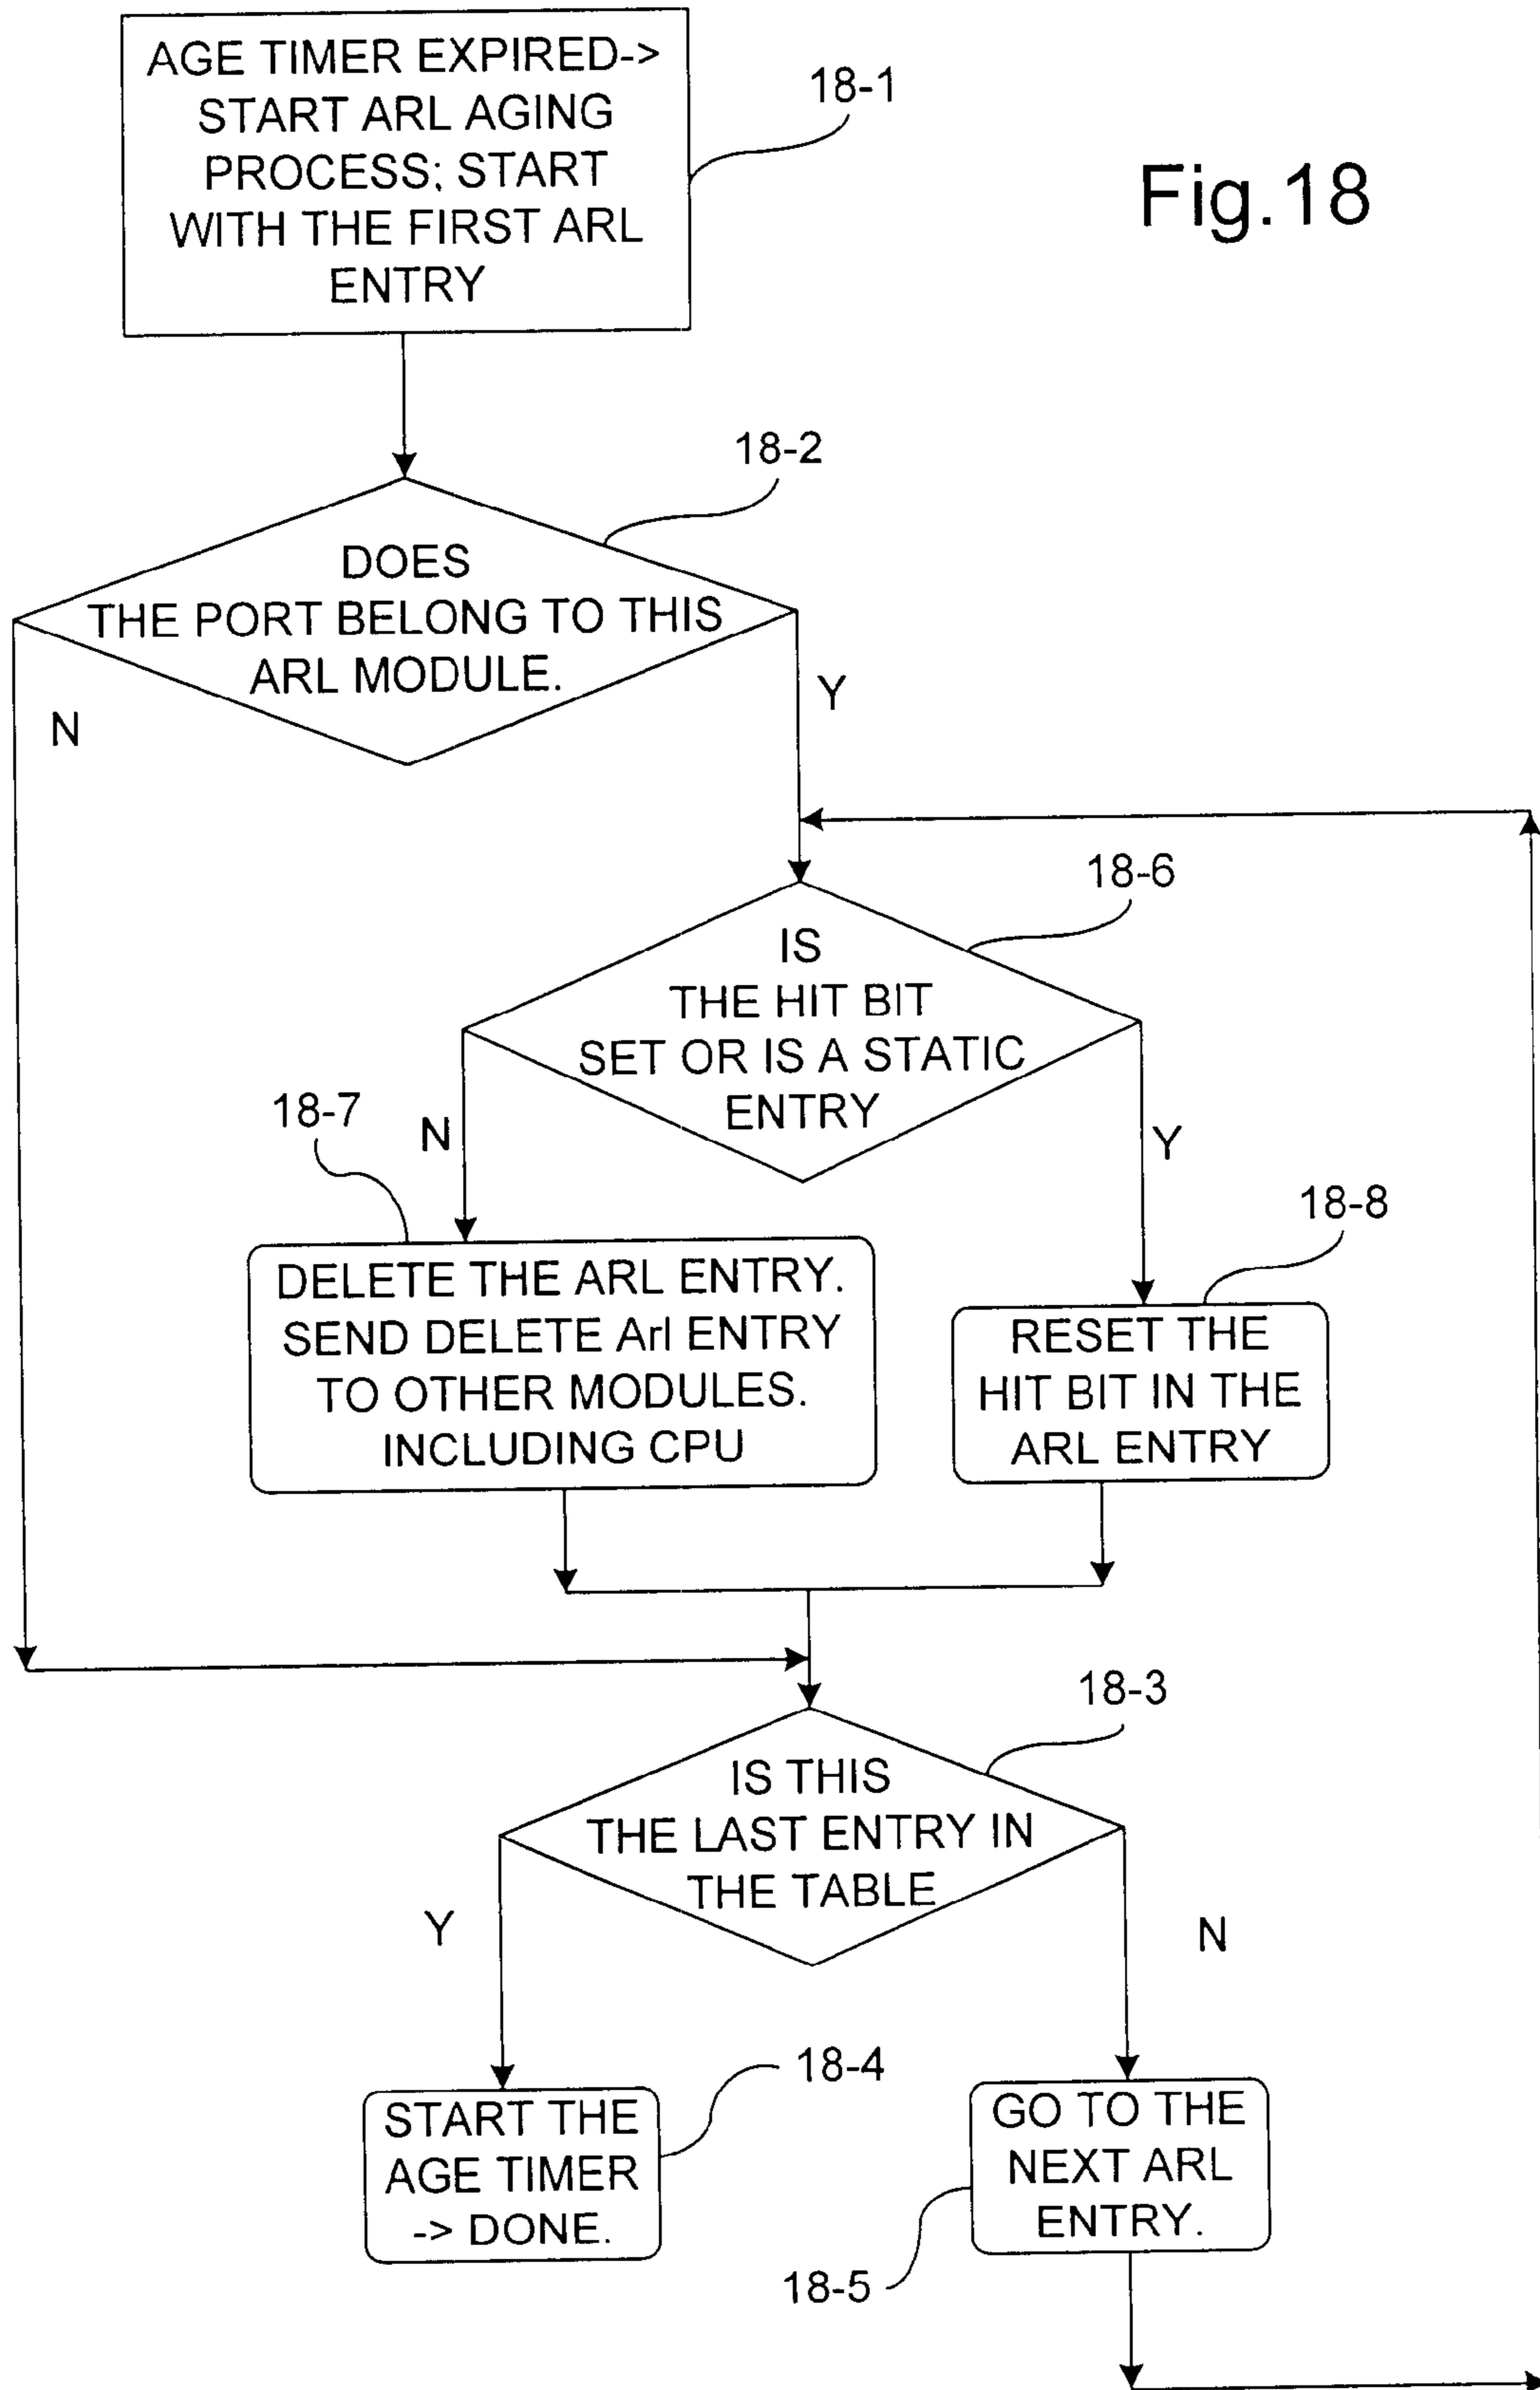 AGE TIMER EXPIRED->
START ARL AGING
PROCESS; START
WITH THE FIRST ARL
ENTRY
18-1
Fig.18
18-2
DOES
THE PORT BELONG TO THIS
ARL MODULE.
N
Y
18-6
IS
THE HIT BIT
SET OR IS A STATIC
ENTRY
18-7
N
Y
18-8
DELETE THE ARL ENTRY.
SEND DELETE Arl ENTRY
TO OTHER MODULES.
INCLUDING CPU
RESET THE
HIT BIT IN THE
ARL ENTRY
18-3
IS THIS
THE LAST ENTRY IN
THE TABLE
Y
N
18-4
START THE
AGE TIMER
-> DONE.
GO TO THE
NEXT ARL
ENTRY.
18-5